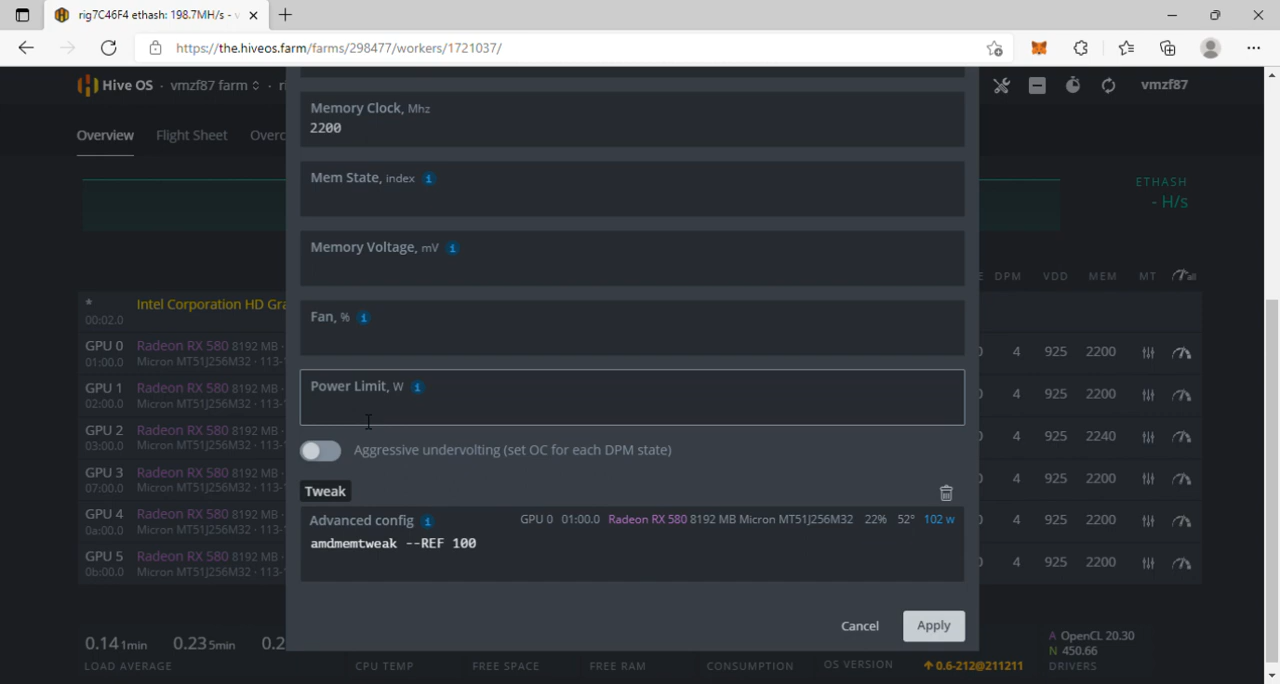 rig7C46F4 ethash: 198.7MH/s -
https://the.hiveos.farm/farms/298477/workers/1721037/
Hive OS · vmzf87 farm
vmzf87
Overview Flight Sheet Overc
Memory Clock, Mhz
2200
Mem State, index i
Memory Voltage, mV i
Fan, % i
Power Limit, W i
Aggressive undervolting (set OC for each DPM state)
Tweak
Advanced config i GPU 0 01:00.0 Radeon RX 580 8192 MB Micron MT51J256M32 22% 52° 102 w
amdmemtweak --REF 100
Cancel Apply
ETHASH
- H/s
DPM VDD MEM MT
* Intel Corporation HD Gra
00:02.0
GPU 0 Radeon RX 580 8192 MB 4 925 2200
01:00.0 Micron MT51J256M32 · 113-
GPU 1 Radeon RX 580 8192 MB 4 925 2200
02:00.0 Micron MT51J256M32 · 113-
GPU 2 Radeon RX 580 8192 MB 4 925 2240
03:00.0 Micron MT51J256M32 · 113-
GPU 3 Radeon RX 580 8192 MB 4 925 2200
07:00.0 Micron MT51J256M32 · 113-
GPU 4 Radeon RX 580 8192 MB 4 925 2200
0a:00.0 Micron MT51J256M32 · 113-
GPU 5 Radeon RX 580 8192 MB 4 925 2200
0b:00.0 Micron MT51J256M32 · 113-
0.14 1min 0.23 5min 0.2
LOAD AVERAGE CPU TEMP FREE SPACE FREE RAM CONSUMPTION OS VERSION 0.6-212@211211
A OpenCL 20.30
N 450.66
DRIVERS